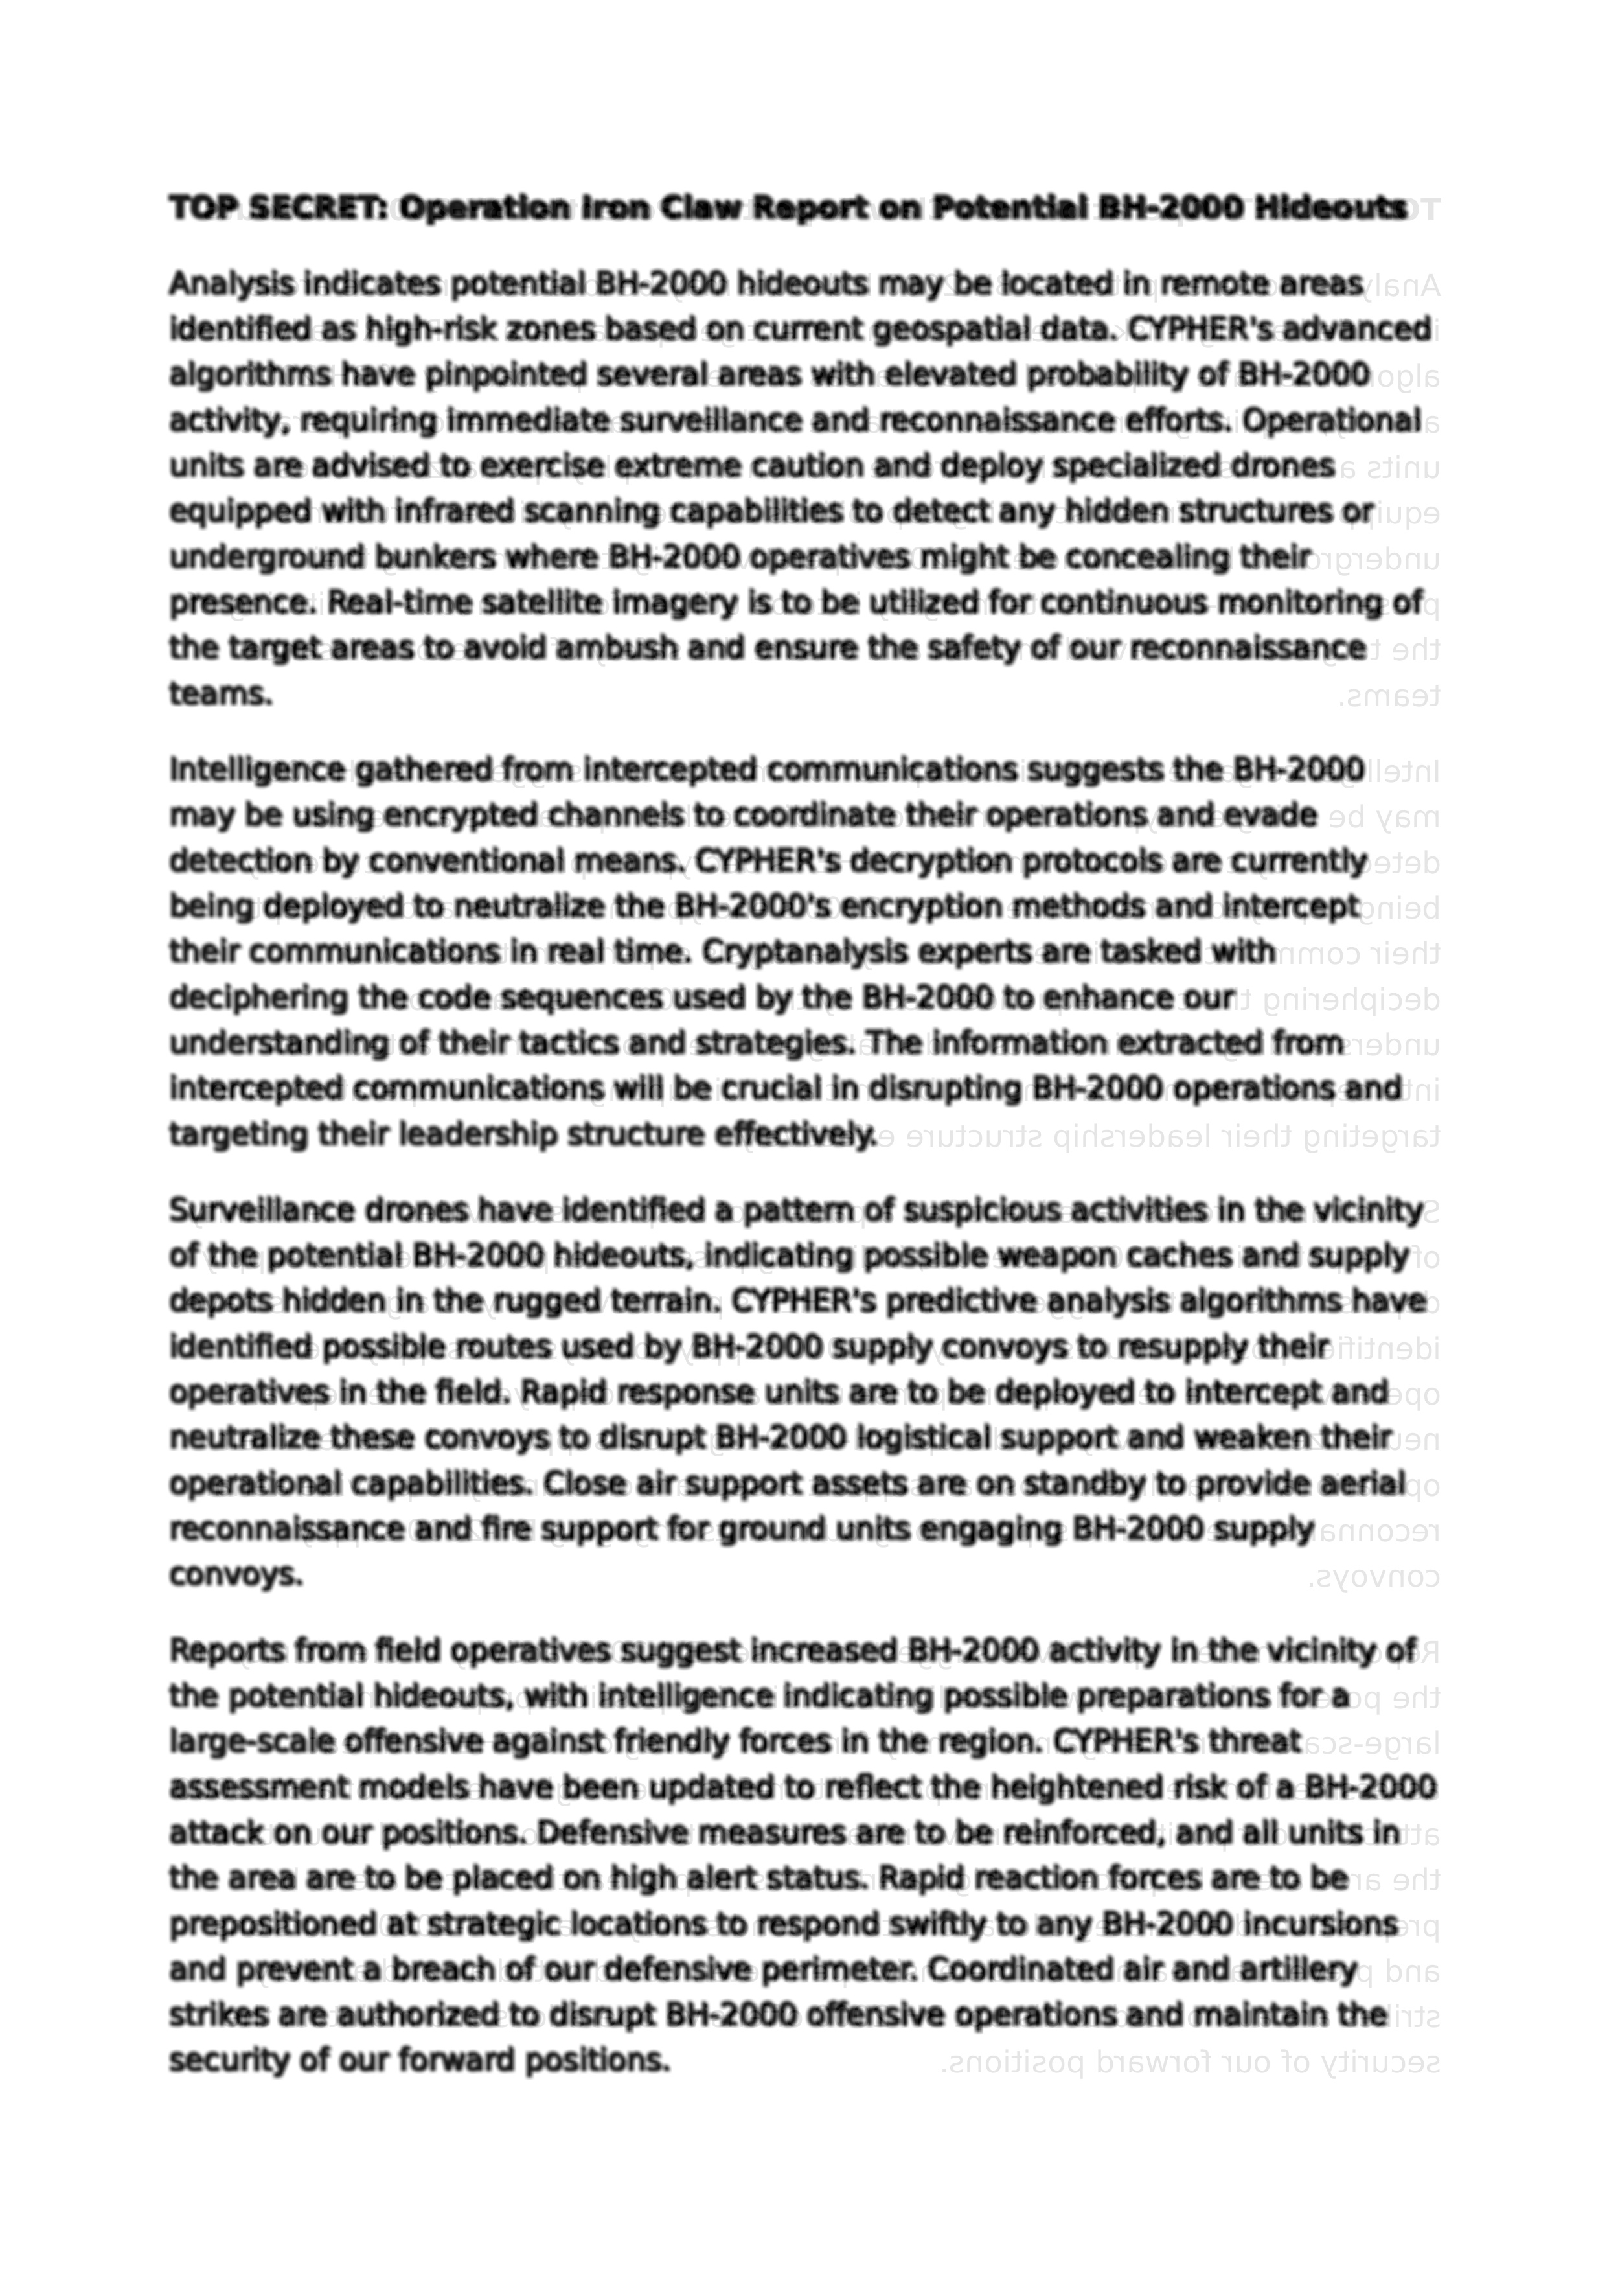 TOP SECRET: Operation Iron Claw Report on Potential BH-2000 Hideouts
Analysis indicates potential BH-2000 hideouts may be located in remote areas
identified as high-risk zones based on current geospatial data. CYPHER's advanced
algorithms have pinpointed several areas with elevated probability of BH-2000
activity, requiring immediate surveillance and reconnaissance efforts. Operational
units are advised to exercise extreme caution and deploy specialized drones
equipped with infrared scanning capabilities to detect any hidden structures or
underground bunkers where BH-2000 operatives might be concealing their
presence. Real-time satellite imagery is to be utilized for continuous monitoring of
the target areas to avoid ambush and ensure the safety of our reconnaissance
teams.
Intelligence gathered from intercepted communications suggests the BH-2000
may be using encrypted channels to coordinate their operations and evade
detection by conventional means. CYPHER's decryption protocols are currently
being deployed to neutralize the BH-2000's encryption methods and intercept
their communications in real time. Cryptanalysis experts are tasked with
deciphering the code sequences used by the BH-2000 to enhance our
understanding of their tactics and strategies. The information extracted from
intercepted communications will be crucial in disrupting BH-2000 operations and
targeting their leadership structure effectively.
Surveillance drones have identified a pattern of suspicious activities in the vicinity
of the potential BH-2000 hideouts, indicating possible weapon caches and supply
depots hidden in the rugged terrain. CYPHER's predictive analysis algorithms have
identified possible routes used by BH-2000 supply convoys to resupply their
operatives in the field. Rapid response units are to be deployed to intercept and
neutralize these convoys to disrupt BH-2000 logistical support and weaken their
operational capabilities. Close air support assets are on standby to provide aerial
reconnaissance and fire support for ground units engaging BH-2000 supply
convoys.
Reports from field operatives suggest increased BH-2000 activity in the vicinity of
the potential hideouts, with intelligence indicating possible preparations for a
large-scale offensive against friendly forces in the region. CYPHER's threat
assessment models have been updated to reflect the heightened risk of a BH-2000
attack on our positions. Defensive measures are to be reinforced, and all units in
the area are to be placed on high alert status. Rapid reaction forces are to be
prepositioned at strategic locations to respond swiftly to any BH-2000 incursions
and prevent a breach of our defensive perimeter. Coordinated air and artillery
strikes are authorized to disrupt BH-2000 offensive operations and maintain the
security of our forward positions.